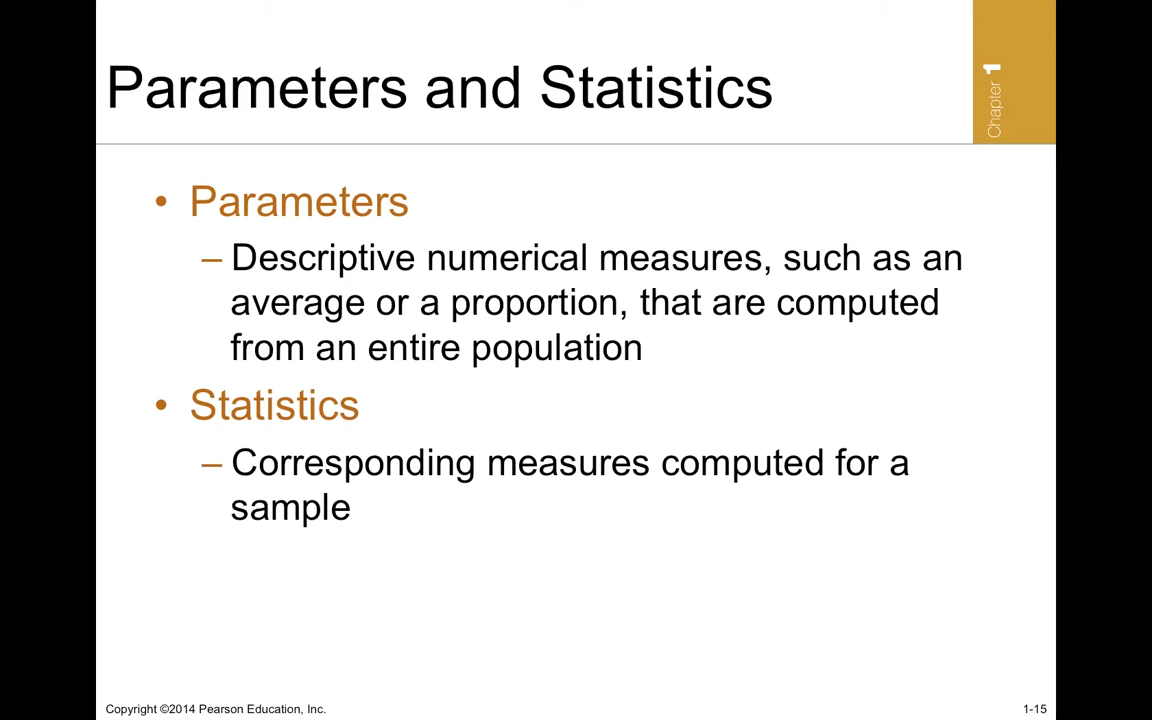 Parameters and Statistics
Chapter 1
• Parameters
– Descriptive numerical measures, such as an
average or a proportion, that are computed
from an entire population
• Statistics
– Corresponding measures computed for a
sample
Copyright ©2014 Pearson Education, Inc.
1-15